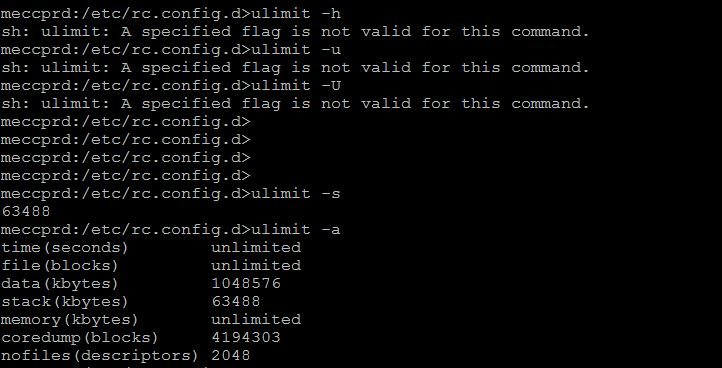 meccprd:/etc/rc.config.d>ulimit -h
sh: ulimit: A specified flag is not valid for this command.
meccprd:/etc/rc.config.d>ulimit -u
sh: ulimit: A specified flag is not valid for this command.
meccprd:/etc/rc.config.d>ulimit -U
sh: ulimit: A specified flag is not valid for this command.
meccprd:/etc/rc.config.d>
meccprd:/etc/rc.config.d>
meccprd:/etc/rc.config.d>
meccprd:/etc/rc.config.d>
meccprd:/etc/rc.config.d>ulimit -s
63488
meccprd:/etc/rc.config.d>ulimit -a
time(seconds)        unlimited
file(blocks)         unlimited
data(kbytes)         1048576
stack(kbytes)        63488
memory(kbytes)       unlimited
coredump(blocks)     4194303
nofiles(descriptors) 2048